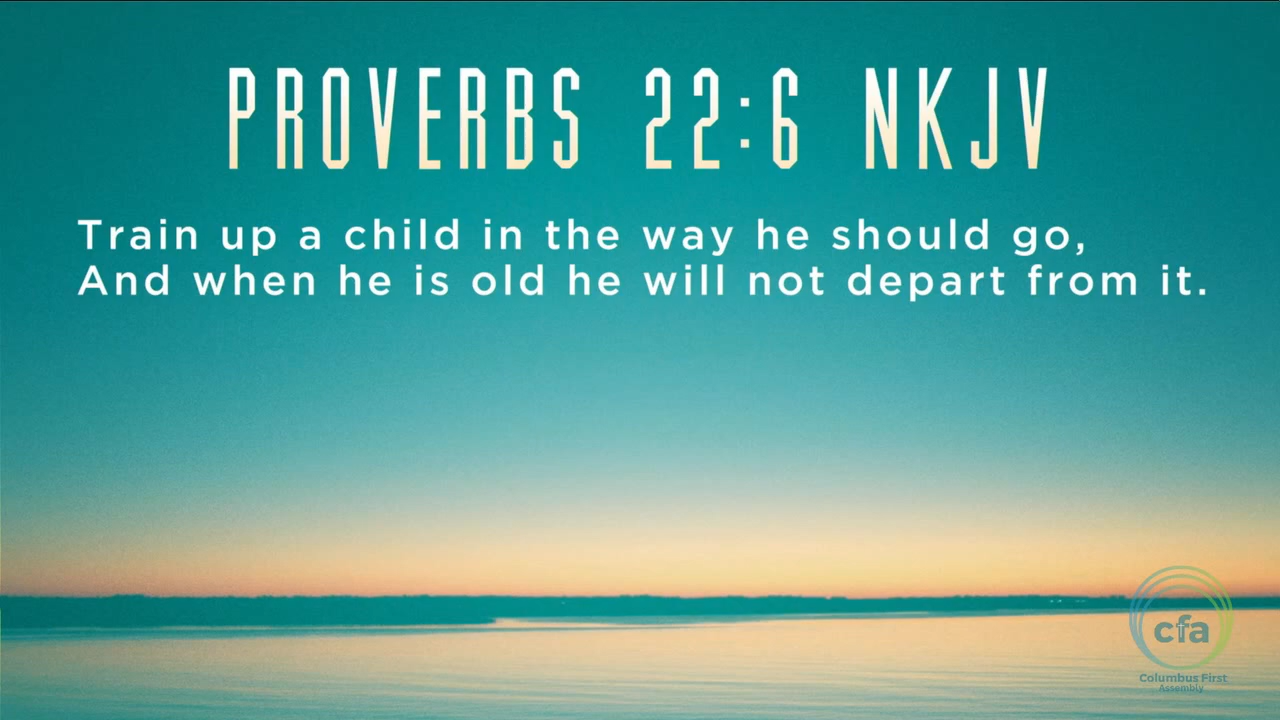 PROVERBS 22:6 NKJV
Train up a child in the way he should go,
And when he is old he will not depart from it.
cfa
Columbus First
Assembly